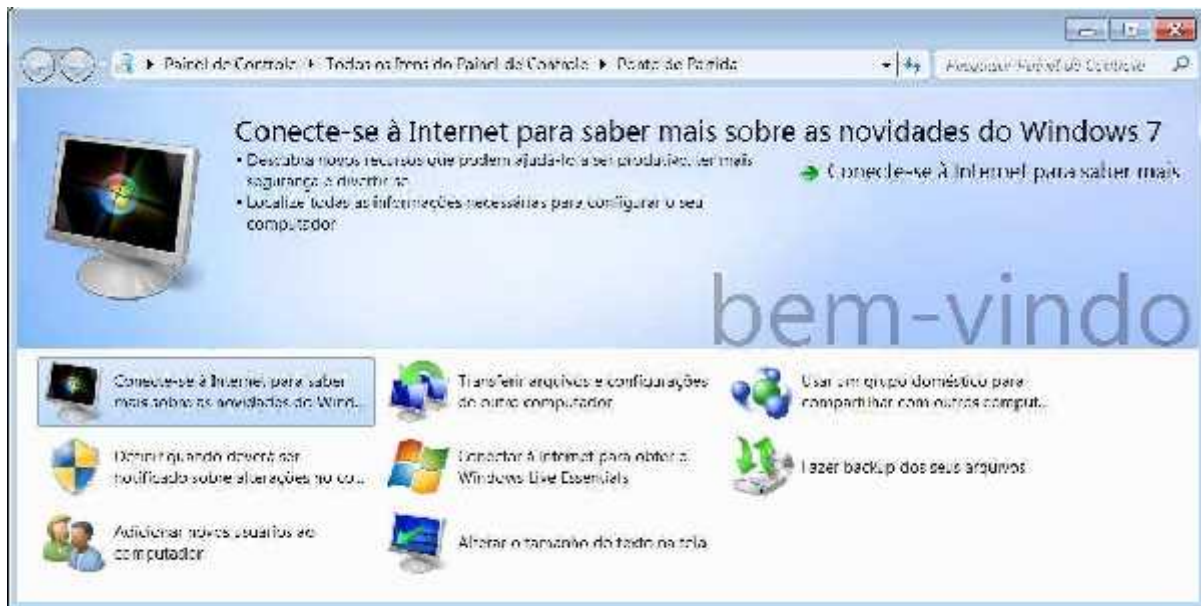 Painel de Controle ▸ Todos os Itens do Painel de Controle ▸ Ponto de Partida
Pesquisar Painel de Controle
Conecte-se à Internet para saber mais sobre as novidades do Windows 7
• Descubra novos recursos que podem ajudá-lo a ser produtivo, ter mais
segurança e divertir-se
• Localize todas as informações necessárias para configurar o seu
computador
Conecte-se à Internet para saber mais
bem-vindo
Conecte-se à Internet para saber
mais sobre as novidades do Wind...
Transferir arquivos e configurações
de outro computador
Usar um grupo doméstico para
compartilhar com outros comput...
Definir quando deverá ser
notificado sobre alterações no co...
Conectar à Internet para obter o
Windows Live Essentials
Fazer backup dos seus arquivos
Adicionar novos usuários ao
computador
Alterar o tamanho do texto na tela